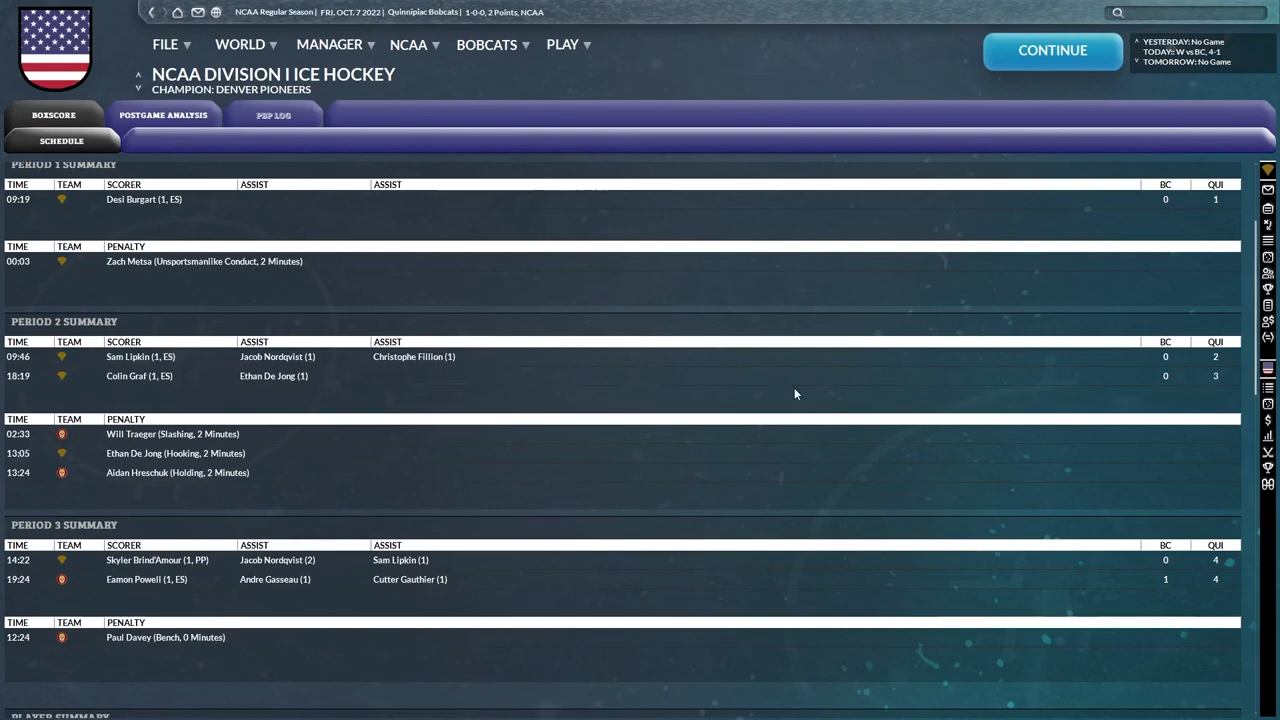 NCAA Regular Season | FRI. OCT. 7 2022 | Quinnipiac Bobcats | 1-0-0, 2 Points, NCAA
FILE WORLD MANAGER NCAA BOBCATS PLAY
CONTINUE
YESTERDAY: No Game
TODAY: W vs BC, 4-1
TOMORROW: No Game
NCAA DIVISION I ICE HOCKEY
CHAMPION: DENVER PIONEERS
BOXSCORE POSTGAME ANALYSIS PBP LOG
SCHEDULE
PERIOD 1 SUMMARY
TIME TEAM SCORER ASSIST ASSIST BC QUI
09:19 Desi Burgart (1, ES) 0 1
TIME TEAM PENALTY
00:03 Zach Metsa (Unsportsmanlike Conduct, 2 Minutes)
PERIOD 2 SUMMARY
TIME TEAM SCORER ASSIST ASSIST BC QUI
09:46 Sam Lipkin (1, ES) Jacob Nordqvist (1) Christophe Fillion (1) 0 2
18:19 Colin Graf (1, ES) Ethan De Jong (1) 0 3
TIME TEAM PENALTY
02:33 Will Traeger (Slashing, 2 Minutes)
13:05 Ethan De Jong (Hooking, 2 Minutes)
13:24 Aidan Hreschuk (Holding, 2 Minutes)
PERIOD 3 SUMMARY
TIME TEAM SCORER ASSIST ASSIST BC QUI
14:22 Skyler Brind'Amour (1, PP) Jacob Nordqvist (2) Sam Lipkin (1) 0 4
19:24 Eamon Powell (1, ES) Andre Gasseau (1) Cutter Gauthier (1) 1 4
TIME TEAM PENALTY
12:24 Paul Davey (Bench, 0 Minutes)
PLAYER SUMMARY